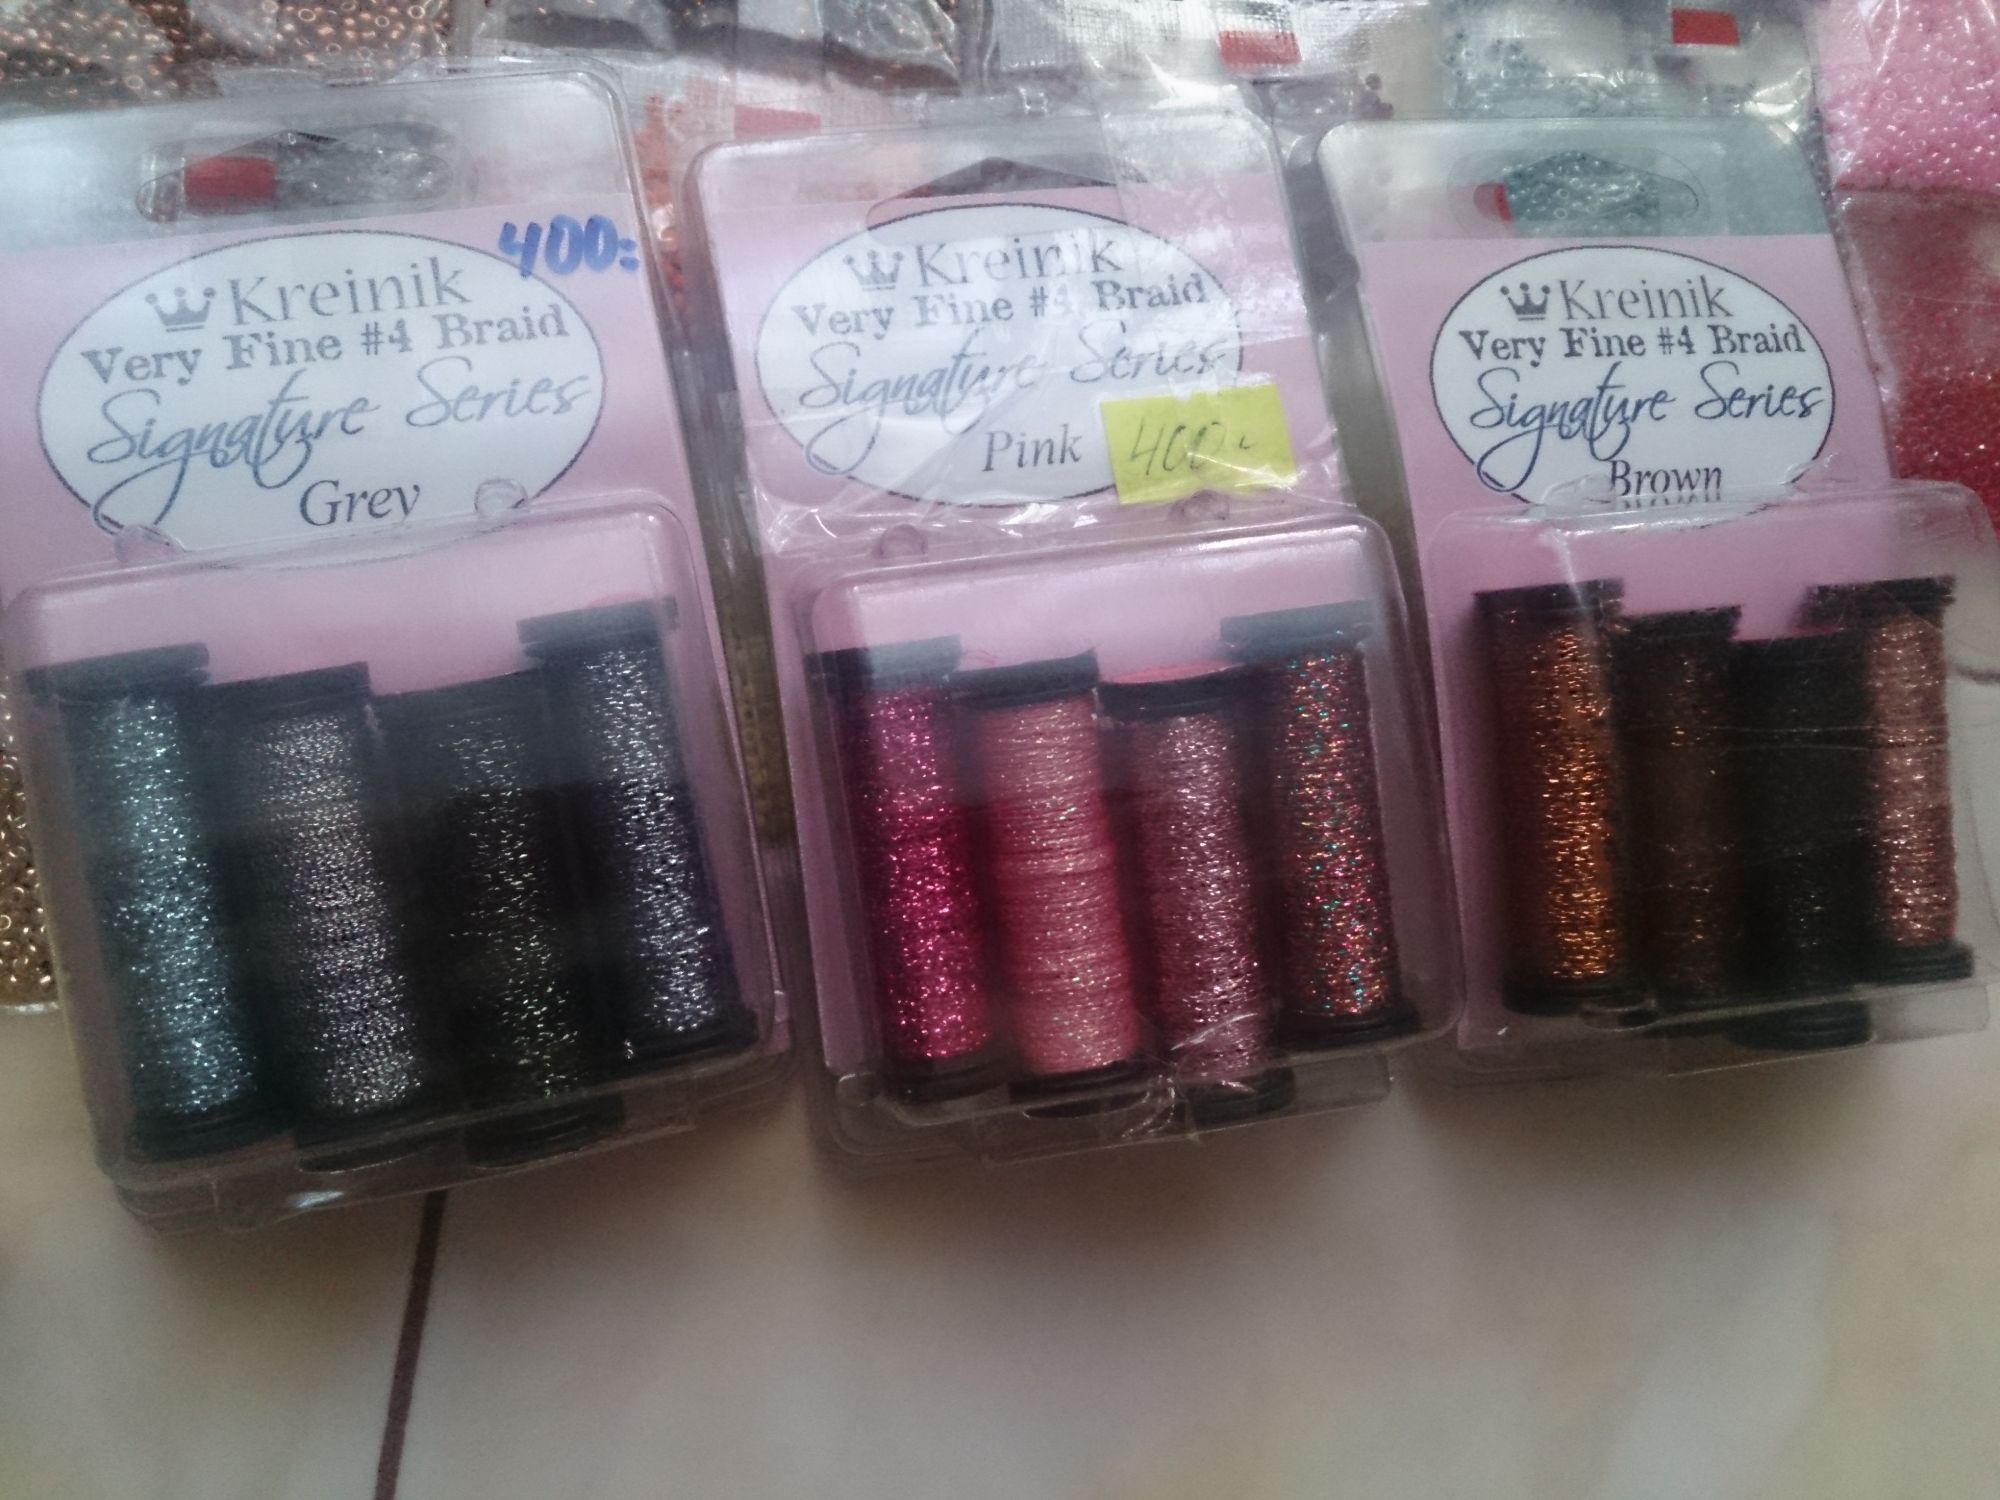 400:
Kreinik
Very Fine #4 Braid
Signature Series
Grey
Kreinik
Very Fine #4 Braid
Signature Series
Pink
400.-
Kreinik
Very Fine #4 Braid
Signature Series
Brown